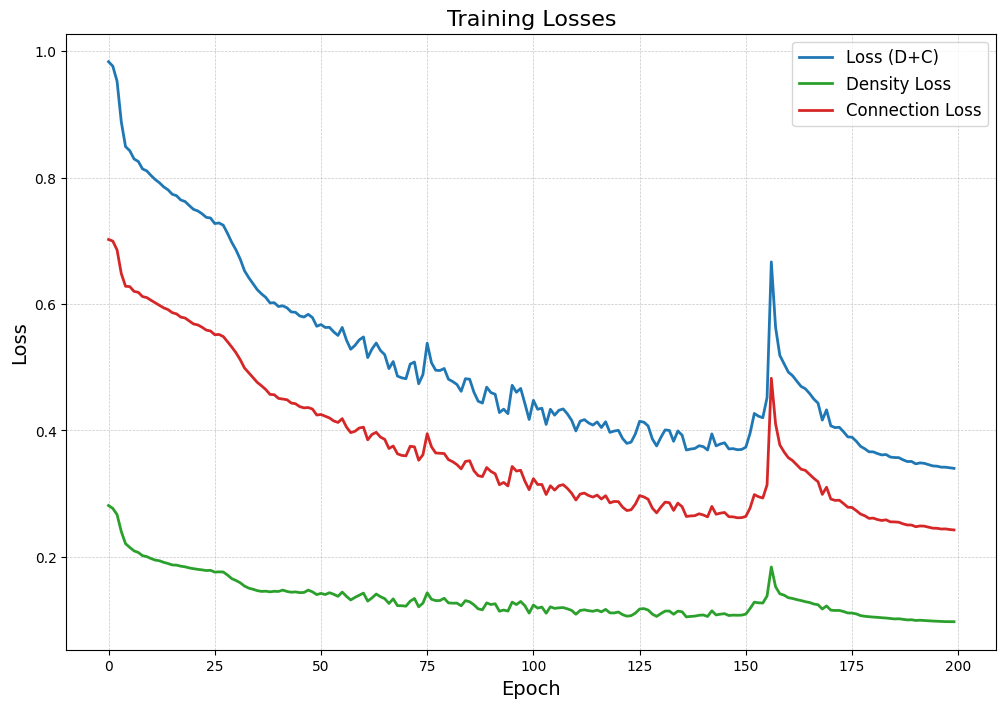 Training Losses
Loss (D+C)
Density Loss
Connection Loss
1.0
0.8
0.6
0.4
0.2
Loss
0 25 50 75 100 125 150 175 200
Epoch